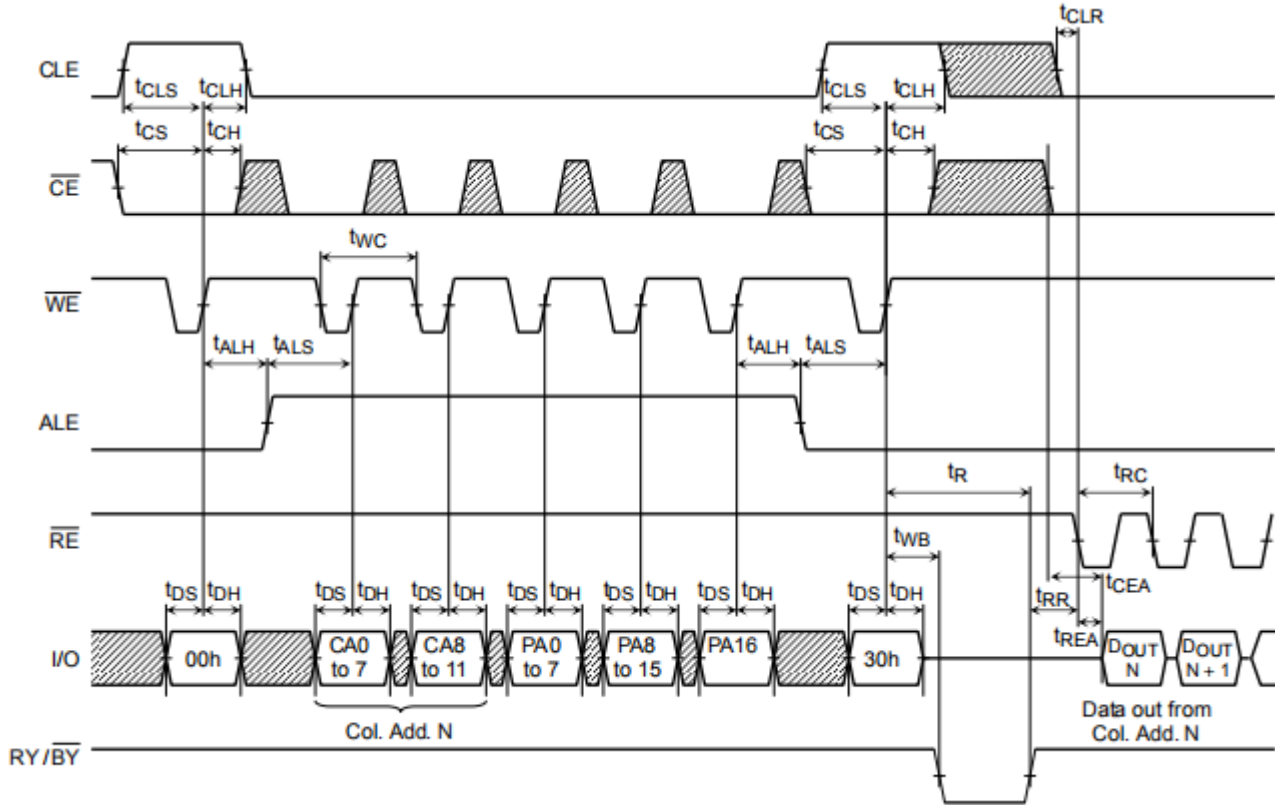 tCLR
CLE
tCLS tCLH tCLS tCLH
tCS tCH tCS tCH
CE
tWC
WE
tALH tALS tALH tALS
ALE
tR tRC
RE
tWB
tDS tDH tDS tDH tDS tDH tDS tDH tDS tDH tDS tDH tDS tDH
tCEA
tRR
tREA
I/O 00h CA0 to 7 CA8 to 11 PA0 to 7 PA8 to 15 PA16 30h DOUT N DOUT N + 1
Col. Add. N
Data out from
Col. Add. N
RY/BY